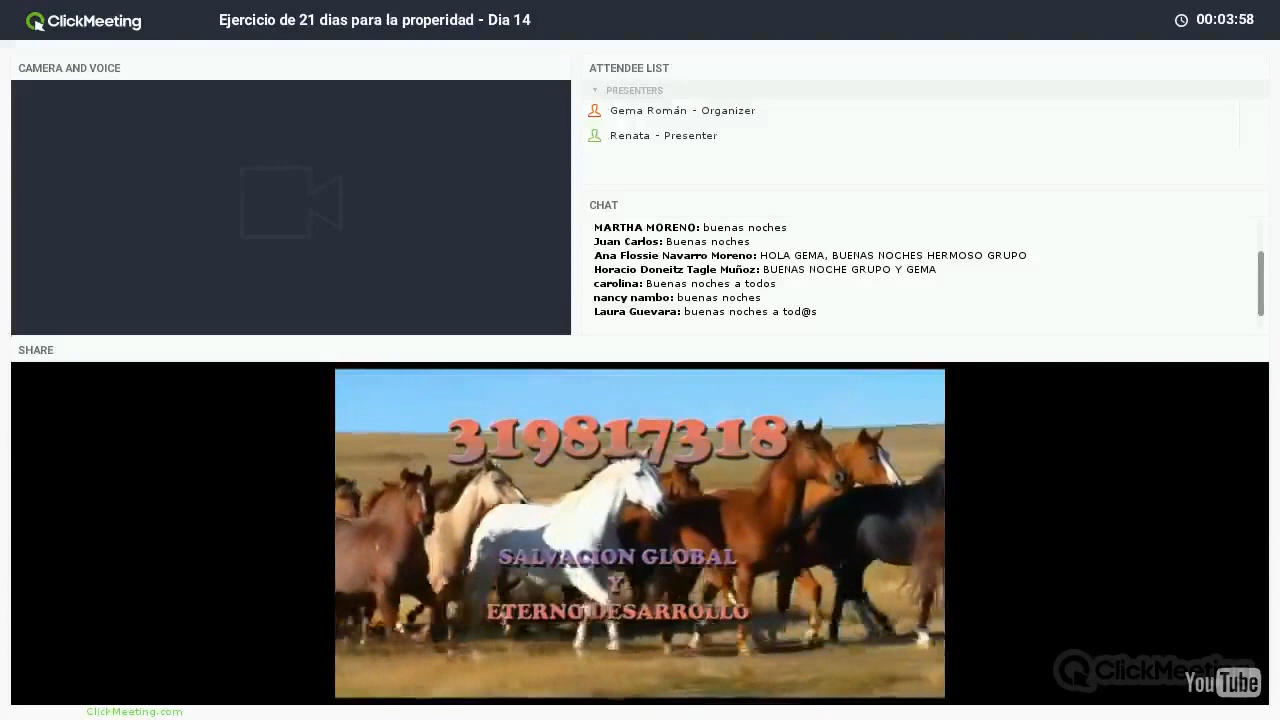 ClickMeeting
Ejercicio de 21 dias para la properidad - Dia 14
00:03:58
CAMERA AND VOICE
ATTENDEE LIST
PRESENTERS
Gema Román - Organizer
Renata - Presenter
CHAT
MARTHA MORENO: buenas noches
Juan Carlos: Buenas noches
Ana Flossie Navarro Moreno: HOLA GEMA, BUENAS NOCHES HERMOSO GRUPO
Horacio Doneitz Tagle Muñoz: BUENAS NOCHE GRUPO Y GEMA
carolina: Buenas noches a todos
nancy nambo: buenas noches
Laura Guevara: buenas noches a tod@s
SHARE
319817318
SALVACION GLOBAL
Y
ETERNO DESARROLLO
ClickMeeting
YouTube
ClickMeeting.com